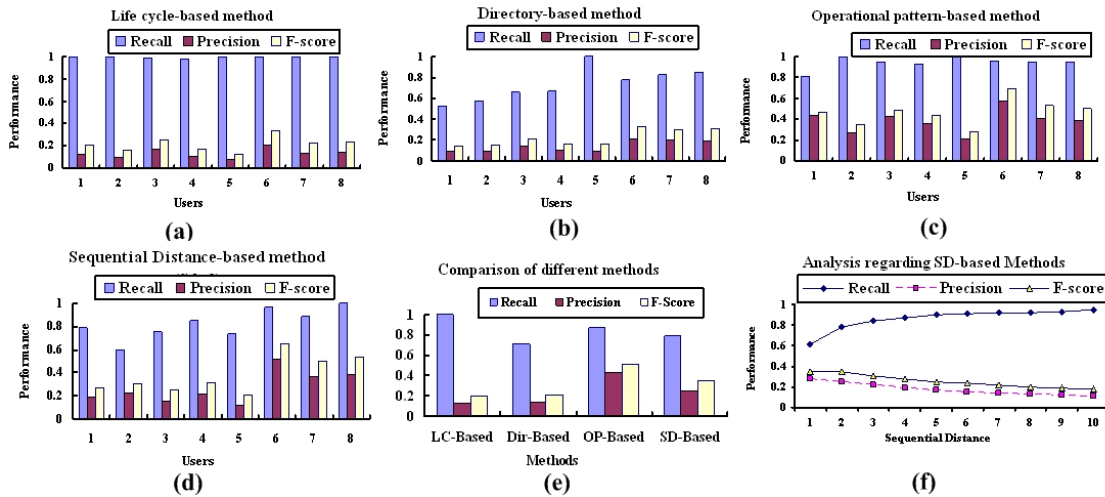 Life cycle-based method
Recall Precision F-score
Performance
1
0.8
0.6
0.4
0.2
0
1 2 3 4 5 6 7 8
Users
(a)
Directory-based method
Recall Precision F-score
Performance
1
0.8
0.6
0.4
0.2
0
1 2 3 4 5 6 7 8
Users
(b)
Operational pattern-based method
Recall Precision F-score
Performance
1
0.8
0.6
0.4
0.2
0
1 2 3 4 5 6 7 8
Users
(c)
Sequential Distance-based method
Recall Precision F-score
Performance
1
0.8
0.6
0.4
0.2
0
1 2 3 4 5 6 7 8
Users
(d)
Comparison of different methods
Recall Precision F-Score
Performance
1
0.8
0.6
0.4
0.2
0
LC-Based Dir-Based OP-Based SD-Based
Methods
(e)
Analysis regarding SD-based Methods
Recall Precision F-score
Performance
1
0.8
0.6
0.4
0.2
0
1 2 3 4 5 6 7 8 9 10
Sequential Distance
(f)